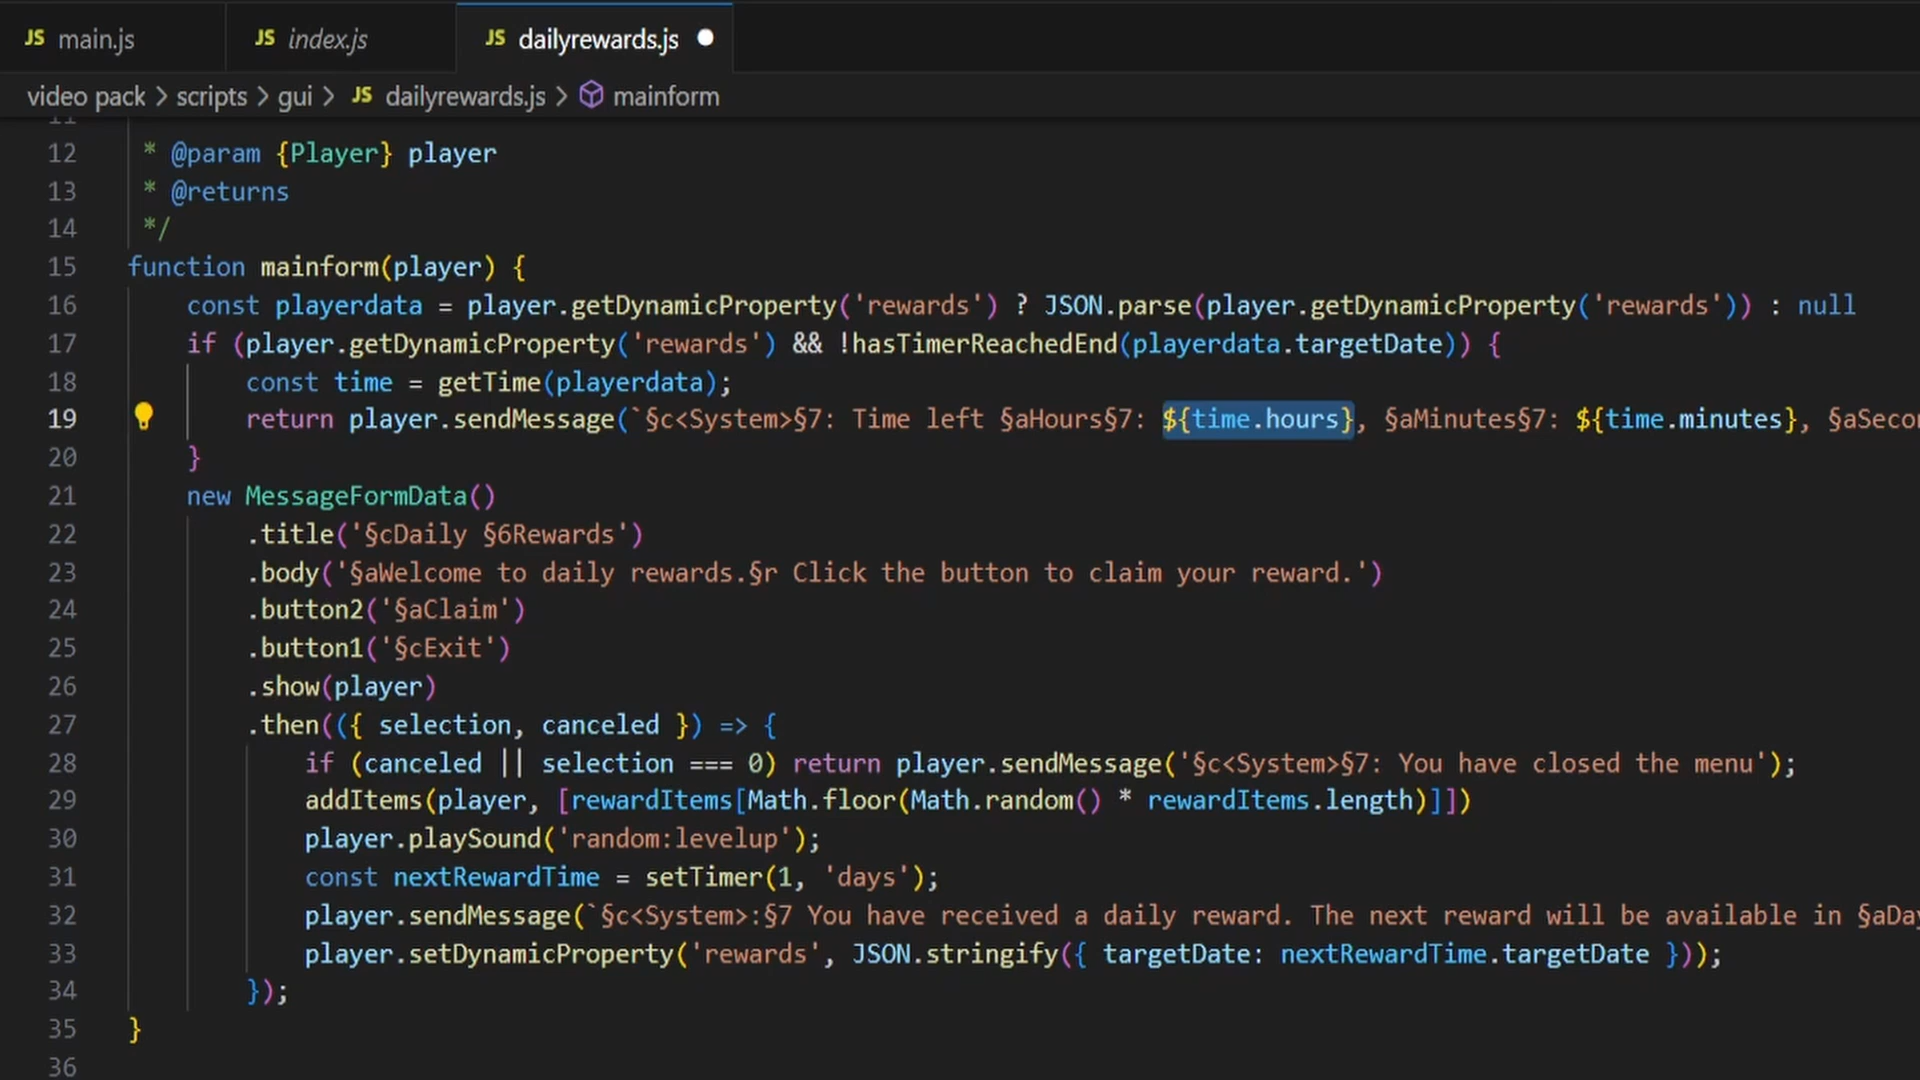 JS main.js JS index.js JS dailyrewards.js
video pack > scripts > gui > JS dailyrewards.js > mainform
11
12 * @param {Player} player
13 * @returns
14 */
15 function mainform(player) {
16 const playerdata = player.getDynamicProperty('rewards') ? JSON.parse(player.getDynamicProperty('rewards')) : null
17 if (player.getDynamicProperty('rewards') && !hasTimerReachedEnd(playerdata.targetDate)) {
18 const time = getTime(playerdata);
19 return player.sendMessage(`§c<System>§7: Time left §aHours§7: ${time.hours}, §aMinutes§7: ${time.minutes}, §aSecon
20 }
21 new MessageFormData()
22 .title('§cDaily §6Rewards')
23 .body('§aWelcome to daily rewards.§r Click the button to claim your reward.')
24 .button2('§aClaim')
25 .button1('§cExit')
26 .show(player)
27 .then(({ selection, canceled }) => {
28 if (canceled || selection === 0) return player.sendMessage('§c<System>§7: You have closed the menu');
29 addItems(player, [rewardItems[Math.floor(Math.random() * rewardItems.length)]])
30 player.playSound('random:levelup');
31 const nextRewardTime = setTimer(1, 'days');
32 player.sendMessage(`§c<System>:§7 You have received a daily reward. The next reward will be available in §aDay
33 player.setDynamicProperty('rewards', JSON.stringify({ targetDate: nextRewardTime.targetDate }));
34 });
35 }
36